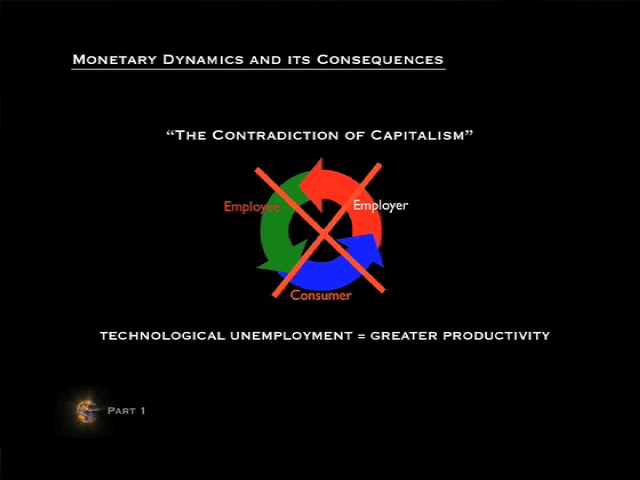 Monetary Dynamics and its Consequences
“The Contradiction of Capitalism”
Employee
Employer
Consumer
TECHNOLOGICAL UNEMPLOYMENT = GREATER PRODUCTIVITY
Part 1